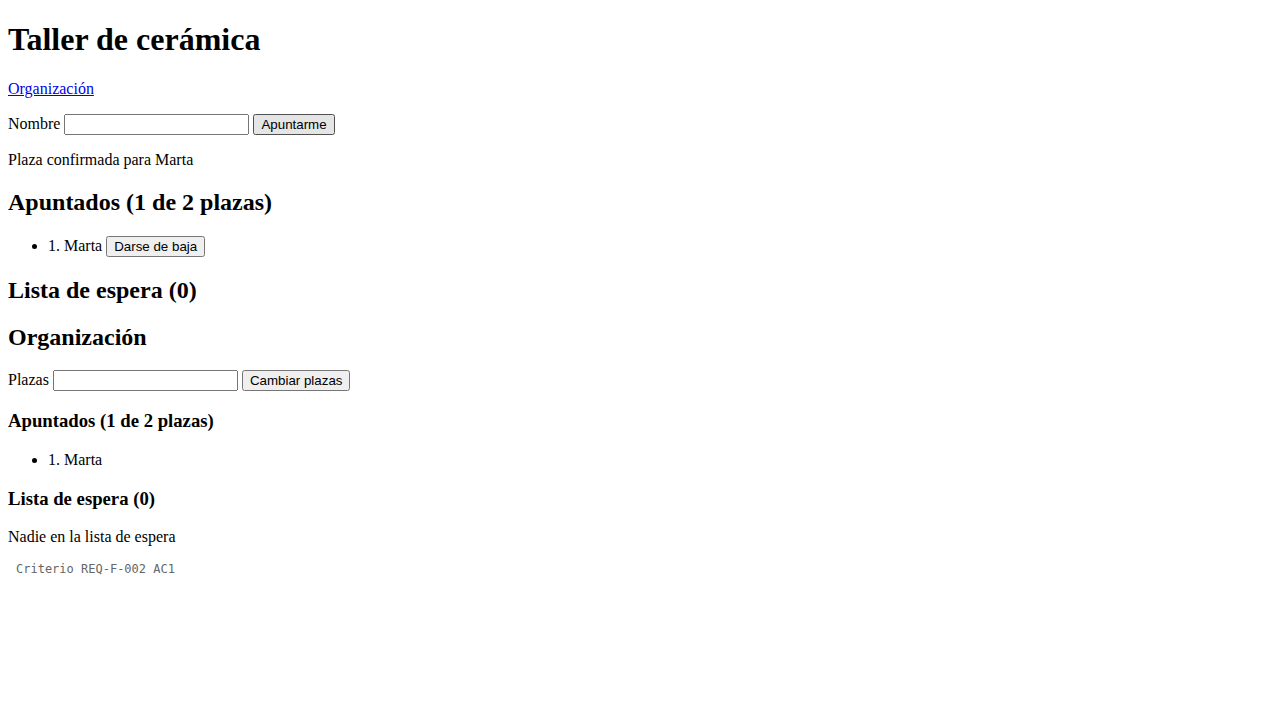 Taller de cerámica
Organización
Nombre Apuntarme
Plaza confirmada para Marta
Apuntados (1 de 2 plazas)
1. Marta Darse de baja
Lista de espera (0)
Organización
Plazas Cambiar plazas
Apuntados (1 de 2 plazas)
1. Marta
Lista de espera (0)
Nadie en la lista de espera
Criterio REQ-F-002 AC1